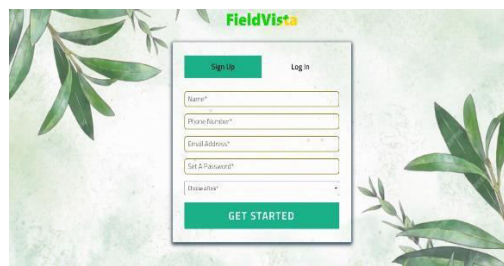 FieldVista
Sign Up Log In
Name*
Phone Number*
Email Address*
Set A Password*
GET STARTED